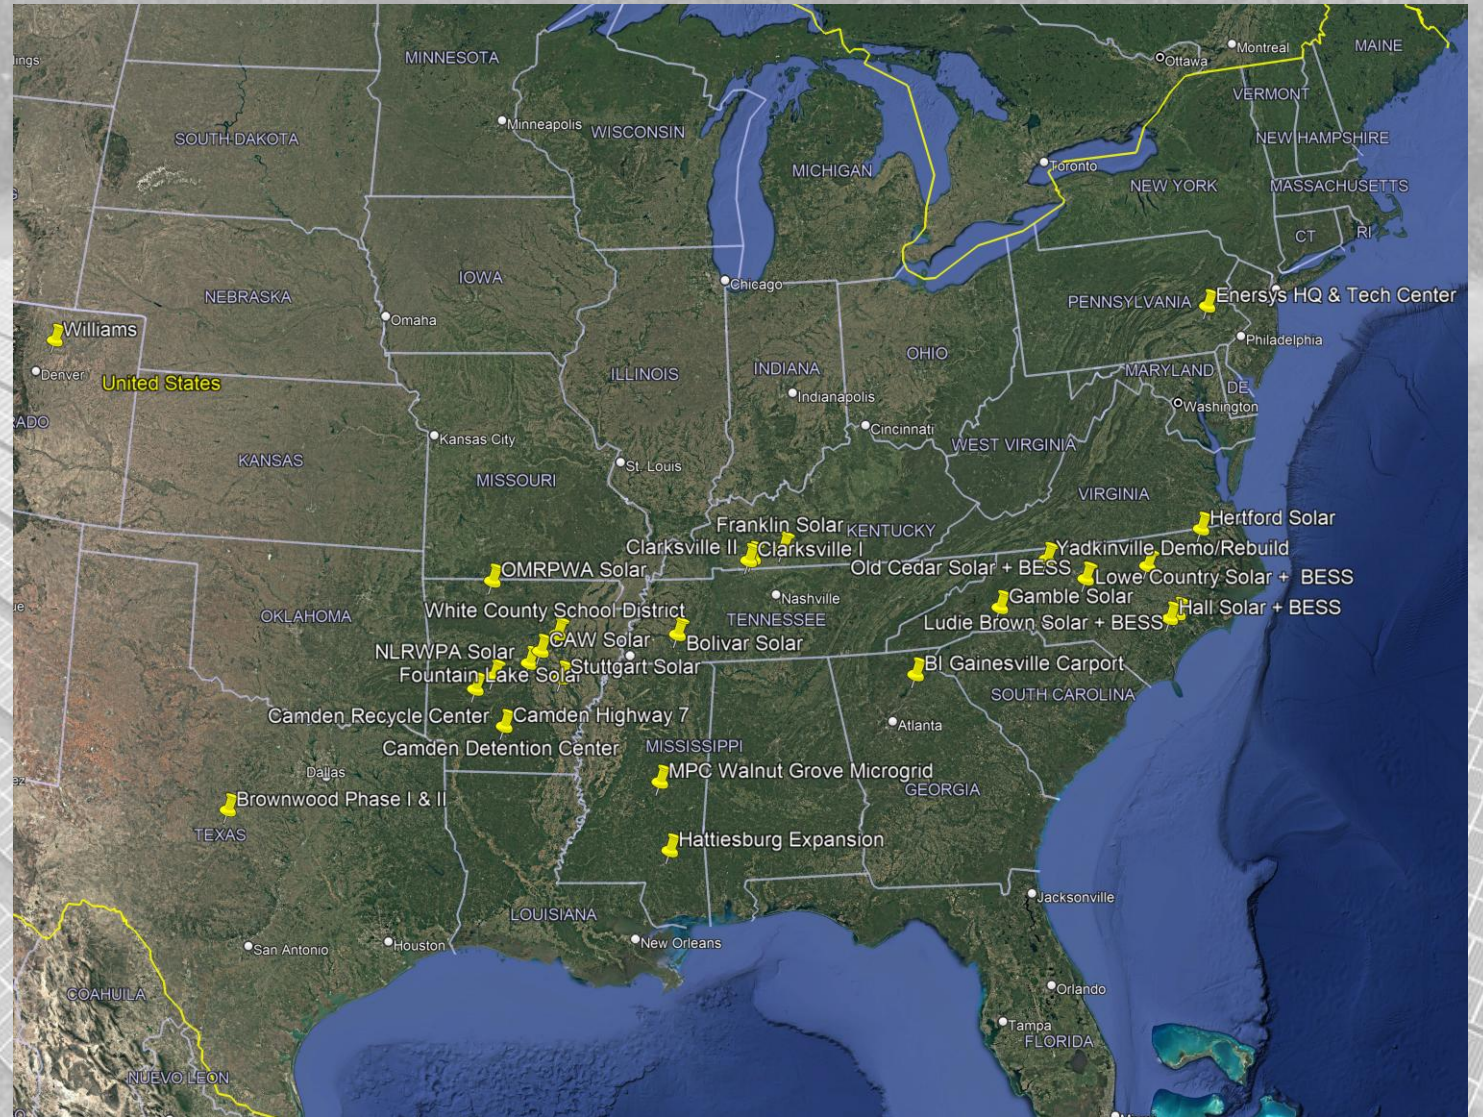 MINNESOTA
Ottawa
Montreal
MAINE
ings
VERMONT
Minneapolis
WISCONSIN
SOUTH DAKOTA
NEW HAMPSHIRE
MICHIGAN
Toronto
NEW YORK
MASSACHUSETTS
CT
RI
IOWA
Chicago
NEBRASKA
PENNSYLVANIA
Enersys HQ & Tech Center
Omaha
Williams
Philadelphia
Denver
United States
ILLINOIS
INDIANA
OHIO
MARYLAND
DE
Indianapolis
Washington
RADO
Cincinnati
Kansas City
WEST VIRGINIA
KANSAS
St. Louis
MISSOURI
VIRGINIA
Franklin Solar
KENTUCKY
Hertford Solar
Clarksville II
Clarksville I
Yadkinville Demo/Rebuild
OMRPWA Solar
Old Cedar Solar + BESS
Lowe Country Solar + BESS
Nashville
Gamble Solar
White County School District
OKLAHOMA
TENNESSEE
Ludie Brown Solar + BESS
Hall Solar + BESS
CAW Solar
Bolivar Solar
NLRWPA Solar
Stuttgart Solar
BI Gainesville Carport
Fountain Lake Solar
SOUTH CAROLINA
Camden Recycle Center
Camden Highway 7
Atlanta
Camden Detention Center
MISSISSIPPI
Dallas
MPC Walnut Grove Microgrid
GEORGIA
Brownwood Phase I & II
TEXAS
Hattiesburg Expansion
Jacksonville
LOUISIANA
San Antonio
Houston
New Orleans
COAHUILA
Orlando
Tampa
FLORIDA
NUEVO LEON